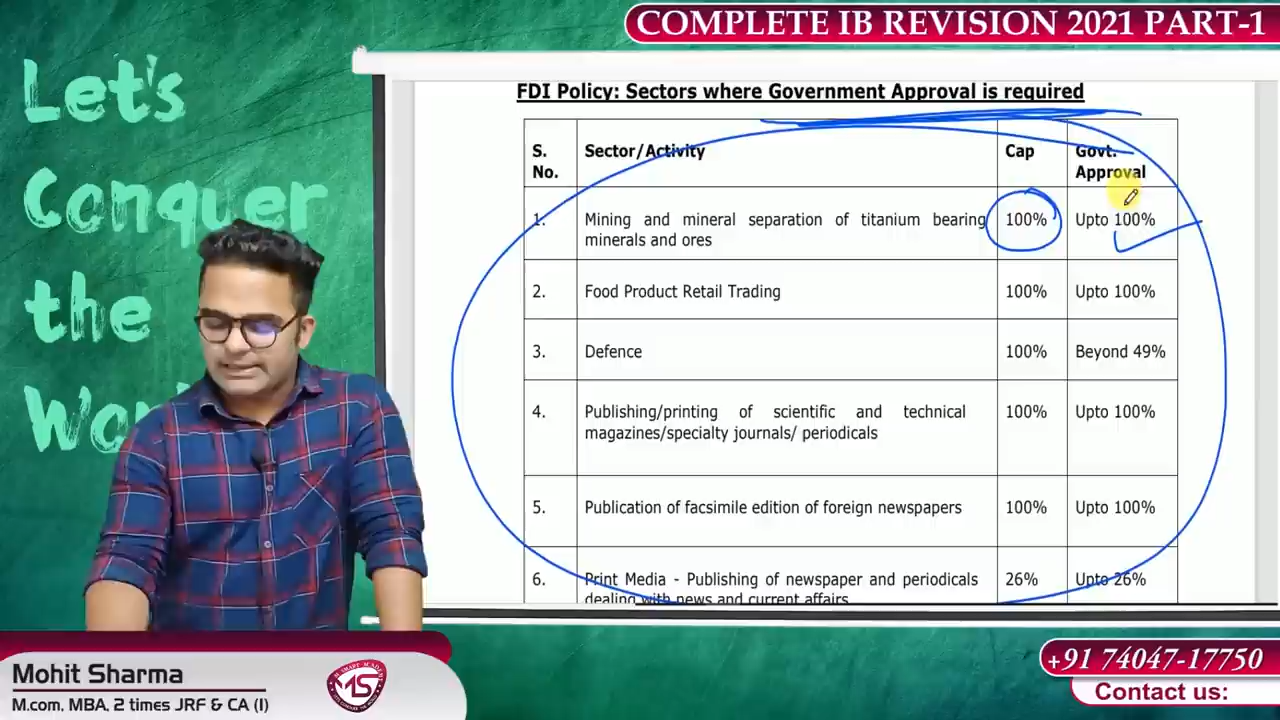 COMPLETE IB REVISION 2021 PART-1
Let's
Conquer
the
FDI Policy: Sectors where Government Approval is required
S. No. Sector/Activity Cap Govt. Approval
1. Mining and mineral separation of titanium bearing minerals and ores 100% Upto 100%
2. Food Product Retail Trading 100% Upto 100%
3. Defence 100% Beyond 49%
4. Publishing/printing of scientific and technical magazines/specialty journals/ periodicals 100% Upto 100%
5. Publication of facsimile edition of foreign newspapers 100% Upto 100%
6. Print Media - Publishing of newspaper and periodicals dealing with news and current affairs 26% Upto 26%
Mohit Sharma
M.com, MBA, 2 times JRF & CA (I)
MS
+91 74047-17750
Contact us: